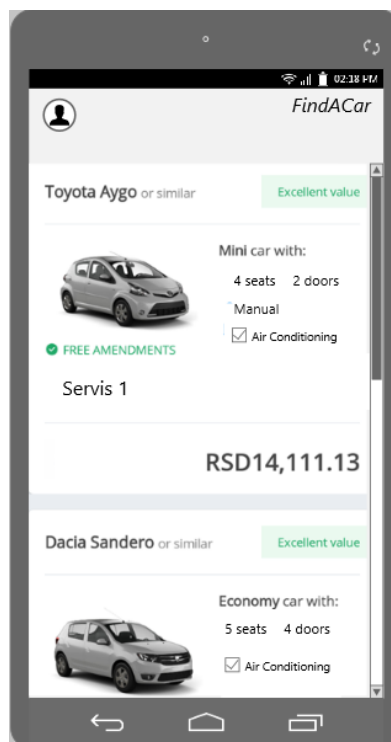 02:18 PM
FindACar
Toyota Aygo or similar
Excellent value
Mini car with:
4 seats 2 doors
Manual
Air Conditioning
FREE AMENDMENTS
Servis 1
RSD14,111.13
Dacia Sandero or similar
Excellent value
Economy car with:
5 seats 4 doors
Air Conditioning